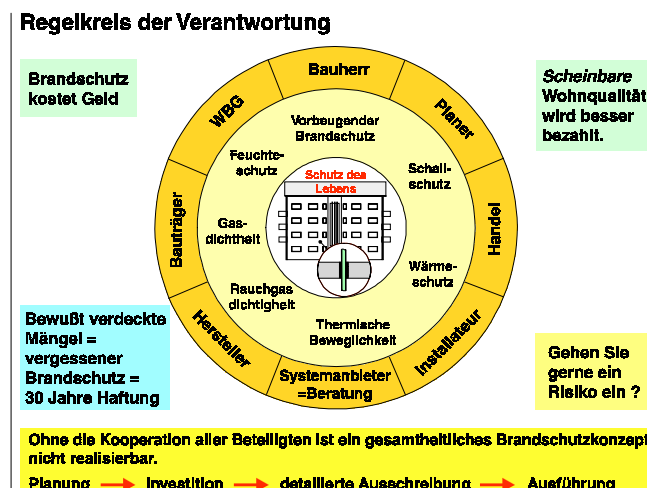 Regelkreis der Verantwortung
Brandschutz
kostet Geld
Scheinbare
Wohnqualität
wird besser
bezahlt.
Bauherr
Planer
Handel
Installateur
Systemanbieter
=Beratung
Hersteller
Bauträger
WBG
Vorbeugender
Brandschutz
Schall-
schutz
Wärme-
schutz
Thermische
Beweglichkeit
Rauchgas
dichtigheit
Gas-
dichtheit
Feuchte-
schutz
Schutz des
Lebens
Bewußt verdeckte
Mängel =
vergessener
Brandschutz =
30 Jahre Haftung
Gehen Sie
gerne ein
Risiko ein ?
Ohne die Kooperation aller Beteiligten ist ein gesamtheitliches Brandschutzkonzept
nicht realisierbar.
Planung Investition detaillierte Ausschreibung Ausführung